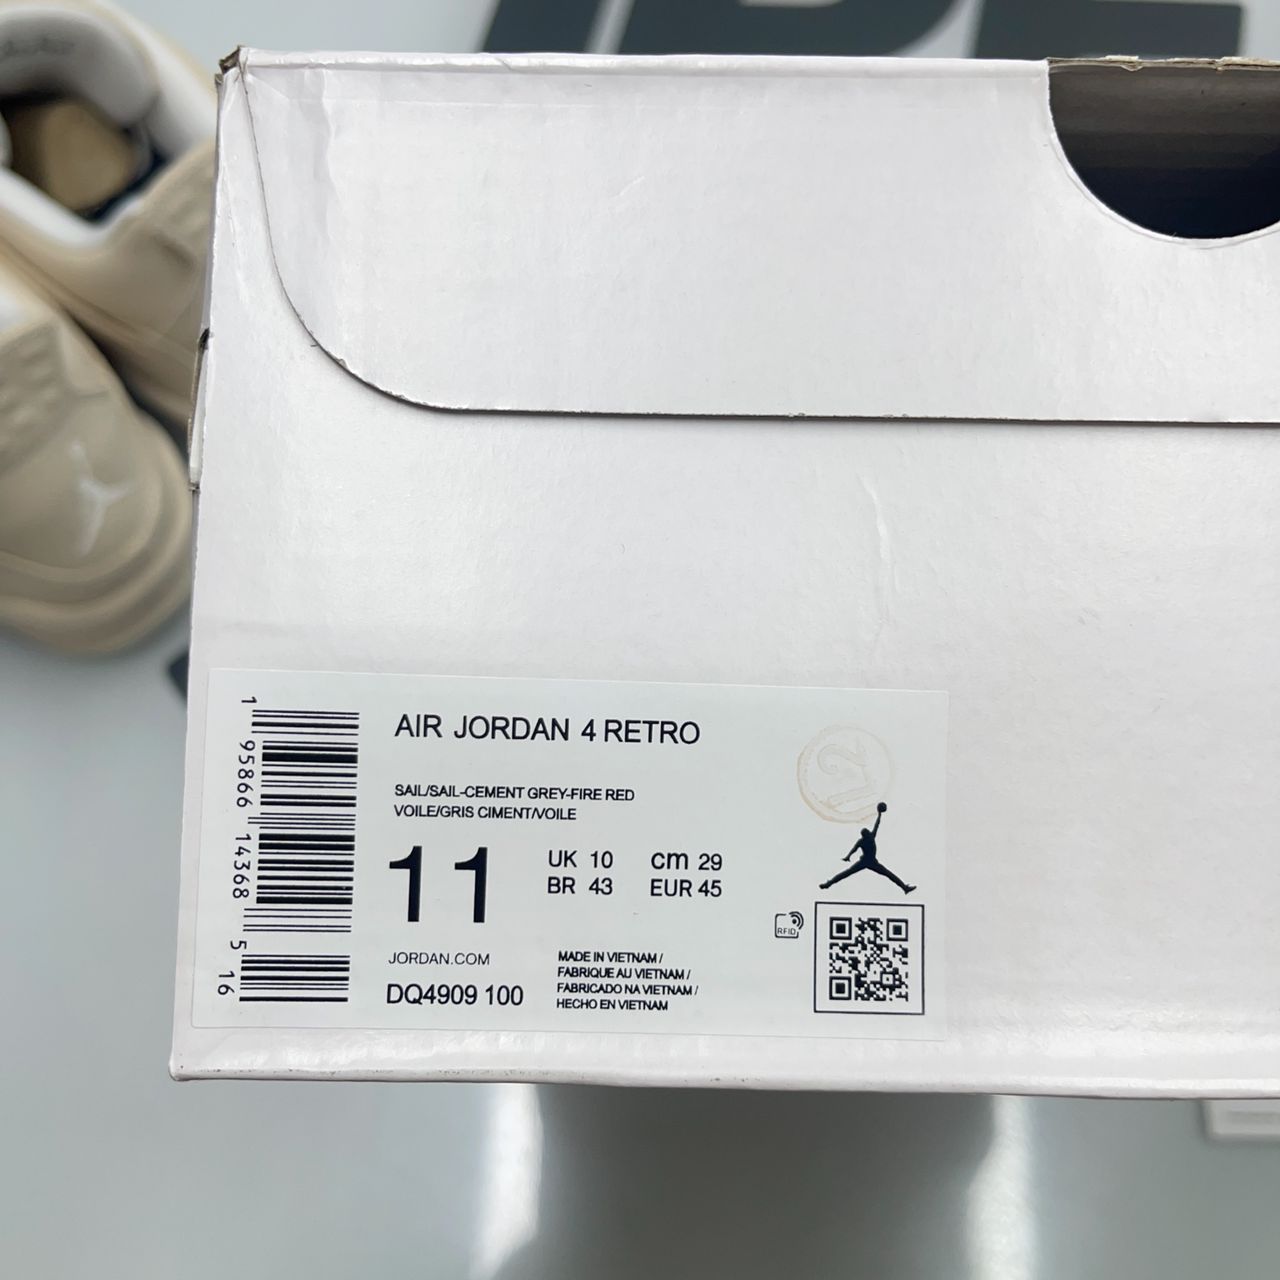 AIR JORDAN 4 RETRO
SAIL/SAIL-CEMENT GREY-FIRE RED
VOILE/GRIS CIMENT/VOILE
11
UK 10 cm 29
BR 43 EUR 45
JORDAN.COM
DQ4909 100
MADE IN VIETNAM /
FABRIQUE AU VIETNAM /
FABRICADO NA VIETNAM /
HECHO EN VIETNAM
RFID
1 95866 14368 5 16